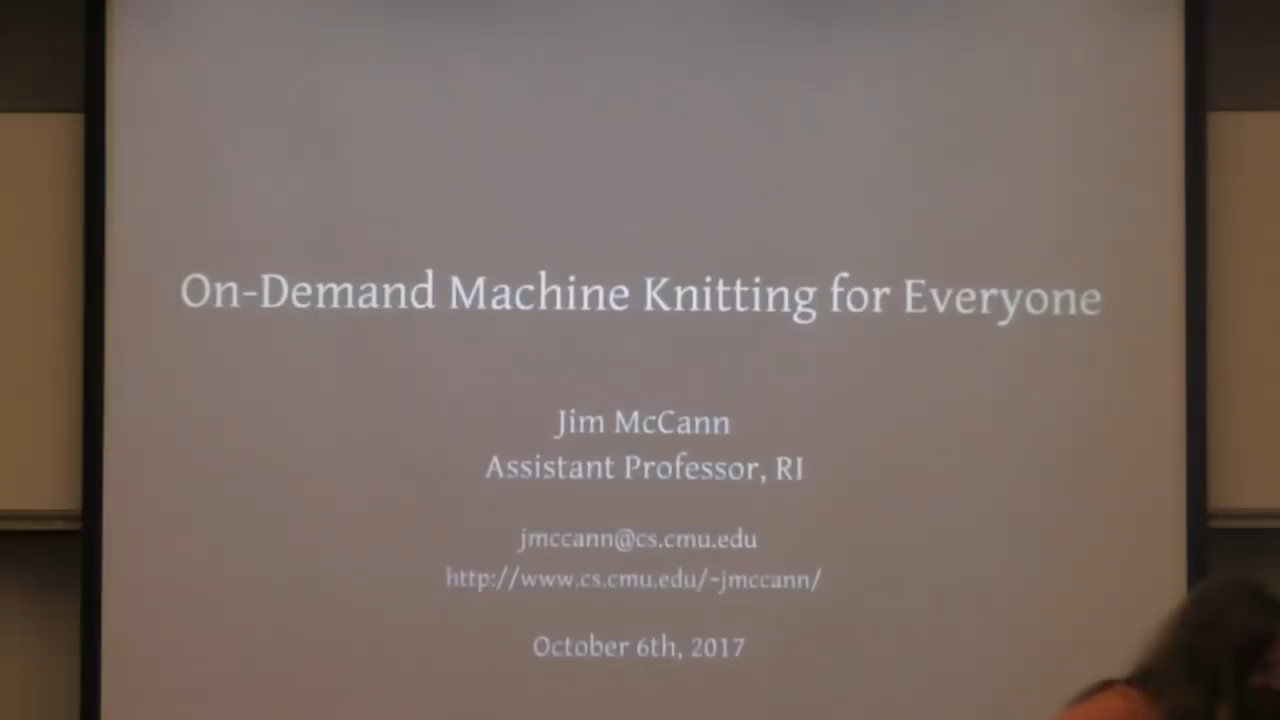 On-Demand Machine Knitting for Everyone
Jim McCann
Assistant Professor, RI
jmccann@cs.cmu.edu
http://www.cs.cmu.edu/~jmccann/
October 6th, 2017